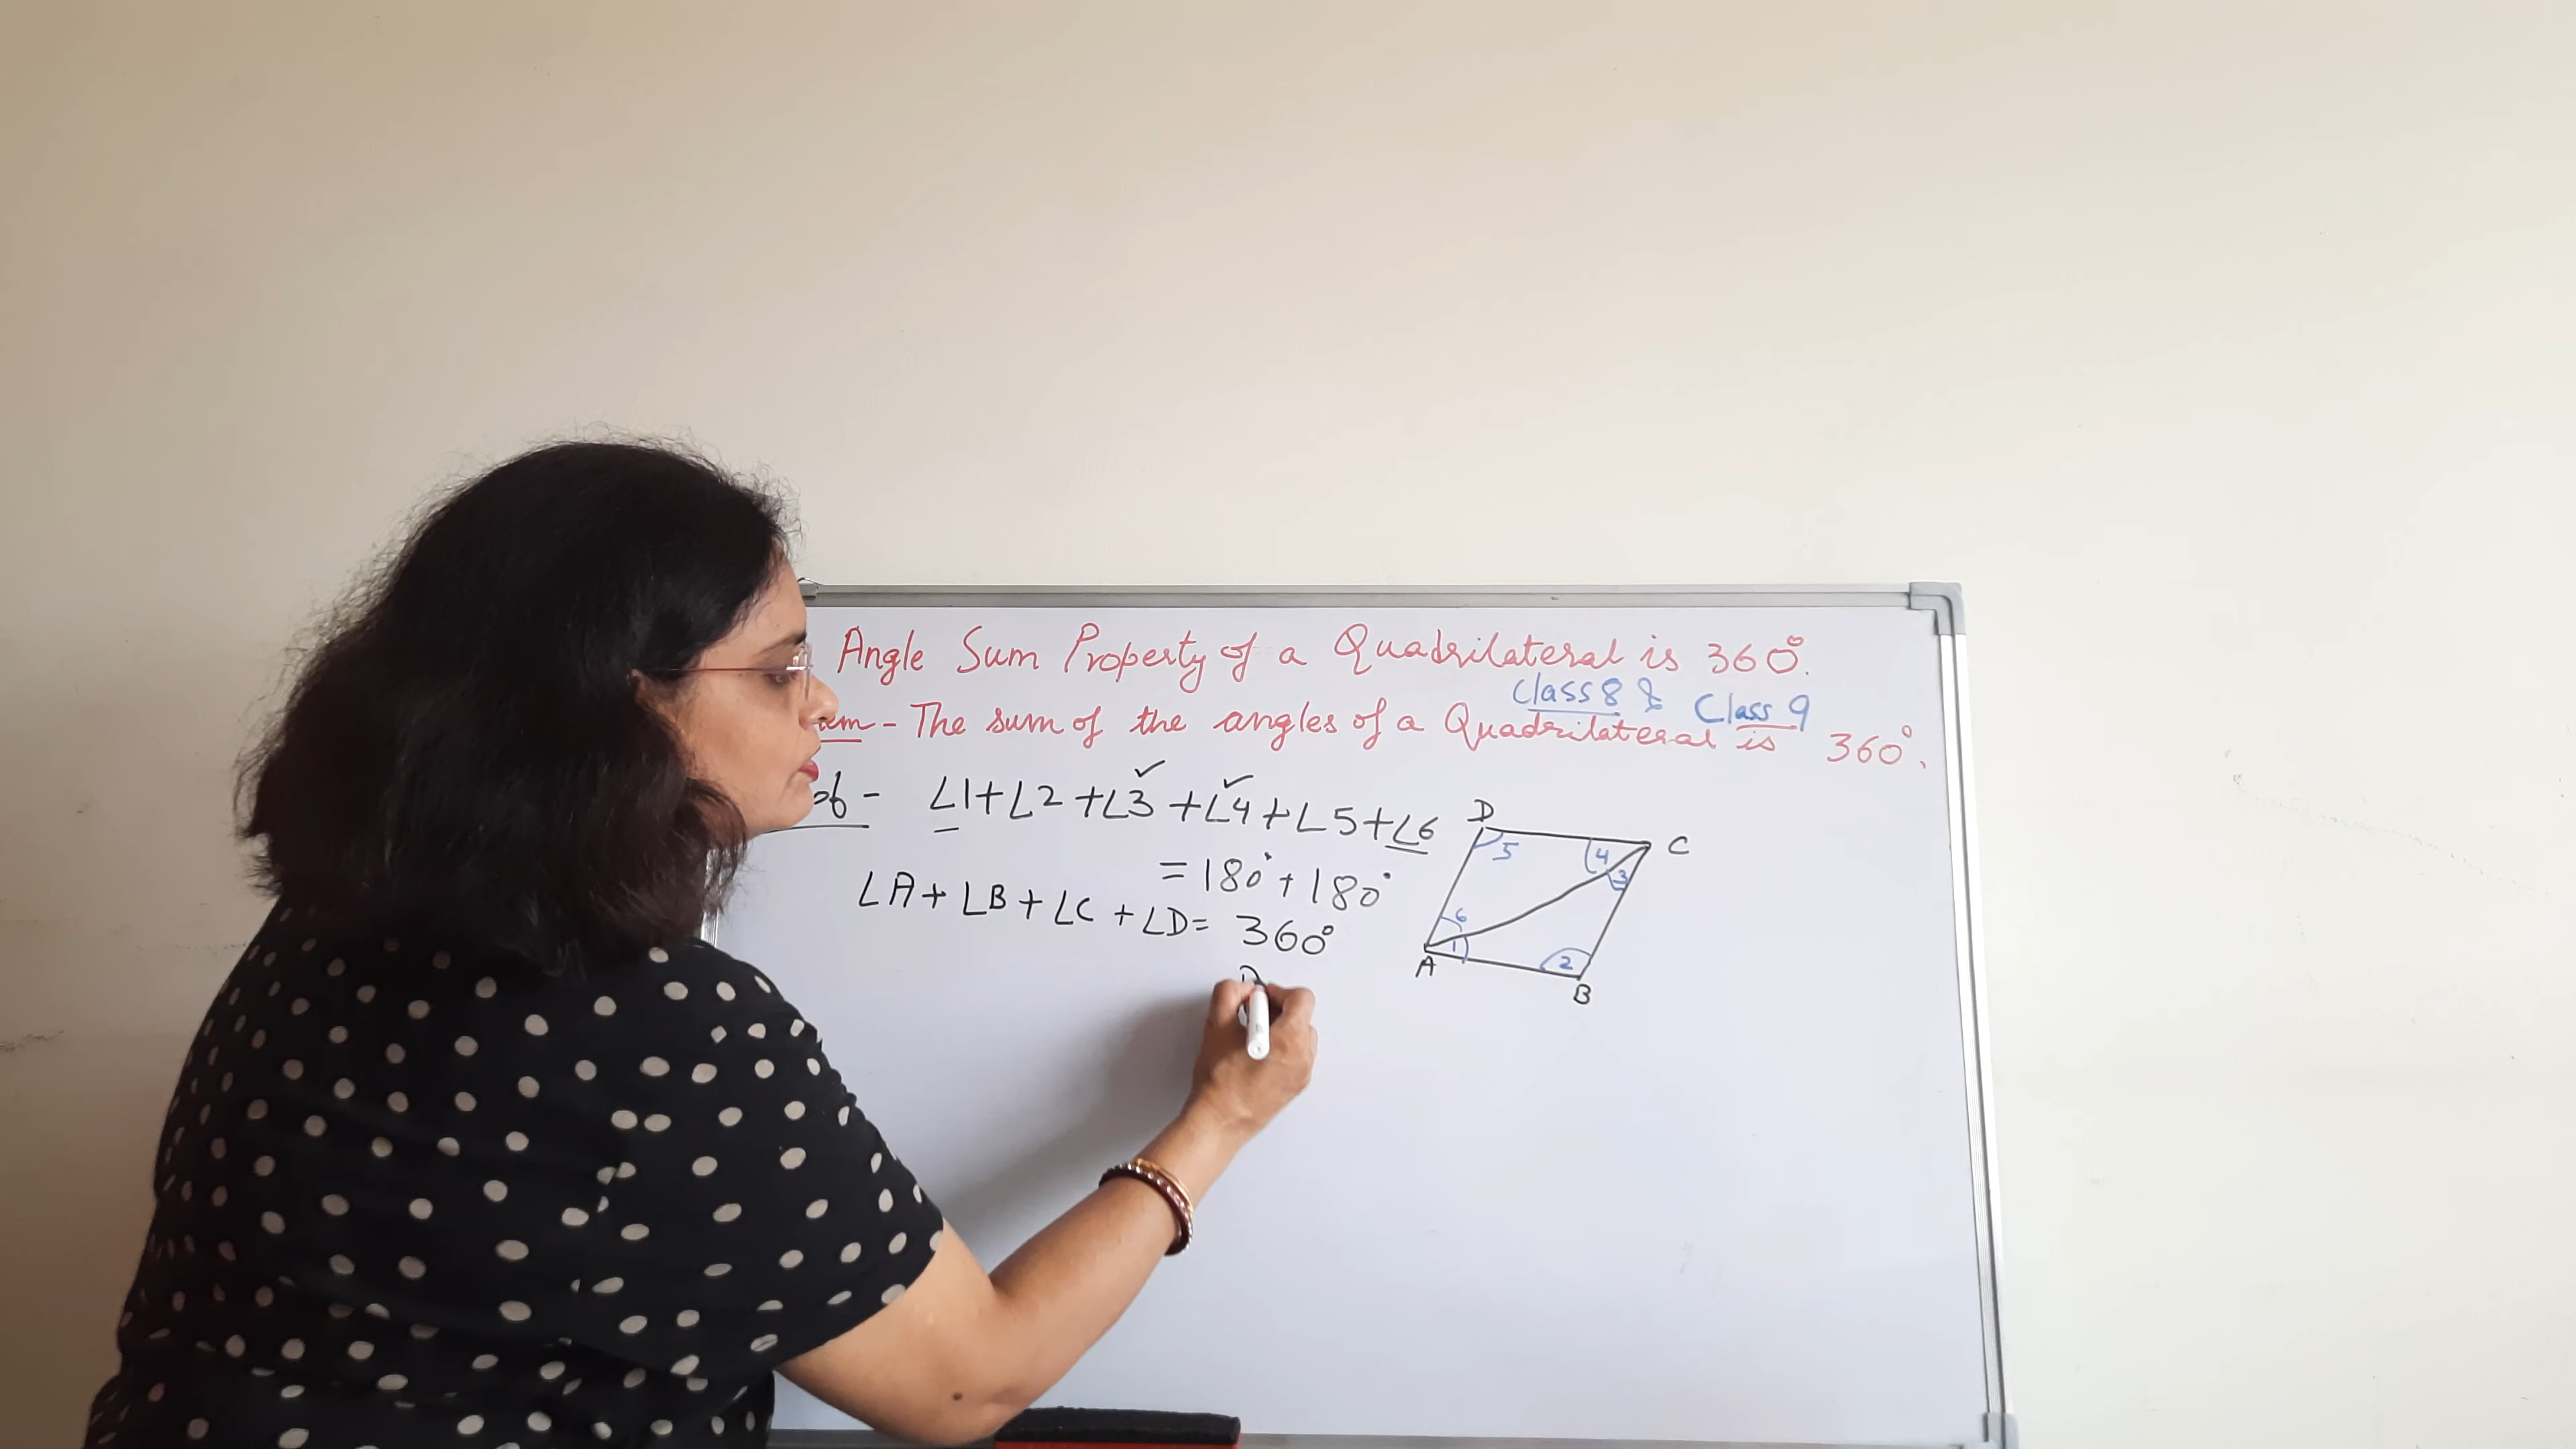 Angle Sum Property of a Quadrilateral is 360°.
Class 8 & Class 9
- The sum of the angles of a Quadrilateral is 360°.
- ∠1+∠2+∠3+∠4+∠5+∠6
= 180°+180°
∠A+∠B+∠C+∠D= 360°
D
C
5
4
3
6
1
2
A
B